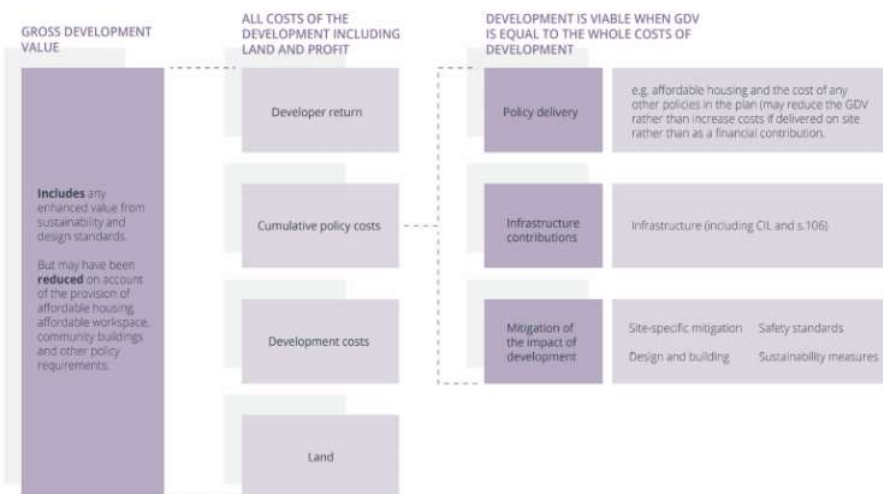 GROSS DEVELOPMENT
VALUE
ALL COSTS OF THE
DEVELOPMENT INCLUDING
LAND AND PROFIT
DEVELOPMENT IS VIABLE WHEN GDV
IS EQUAL TO THE WHOLE COSTS OF
DEVELOPMENT
Includes any
enhanced value from
sustainability and
design standards.
But may have been
reduced on account
of the provision of
affordable housing,
affordable workspace,
community buildings
and other policy
requirements.
Developer return
Cumulative policy costs
Development costs
Land
Policy delivery
e.g. affordable housing and the cost of any
other policies in the plan (may reduce the GDV
rather than increase costs if delivered on site
rather than as a financial contribution.
Infrastructure
contributions
Infrastructure (including CIL and s.106)
Mitigation of
the impact of
development
Site-specific mitigation Safety standards
Design and building Sustainability measures